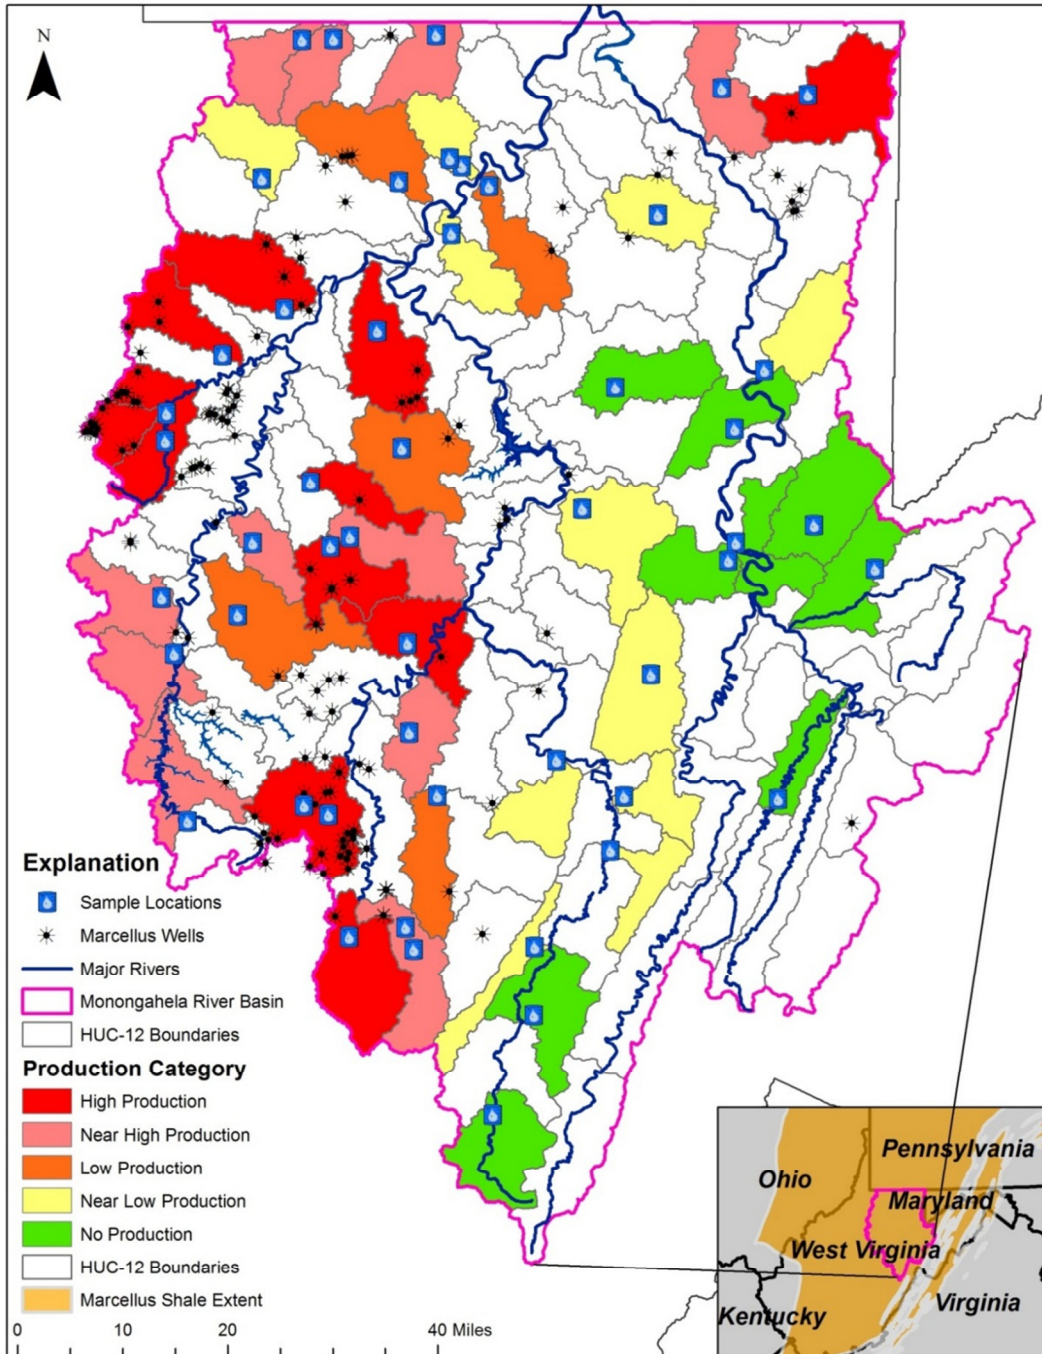 N
Explanation
Sample Locations
Marcellus Wells
Major Rivers
Monongahela River Basin
HUC-12 Boundaries
Production Category
High Production
Near High Production
Low Production
Near Low Production
No Production
HUC-12 Boundaries
Marcellus Shale Extent
0 10 20 40 Miles
Pennsylvania
Ohio
Maryland
West Virginia
Kentucky
Virginia